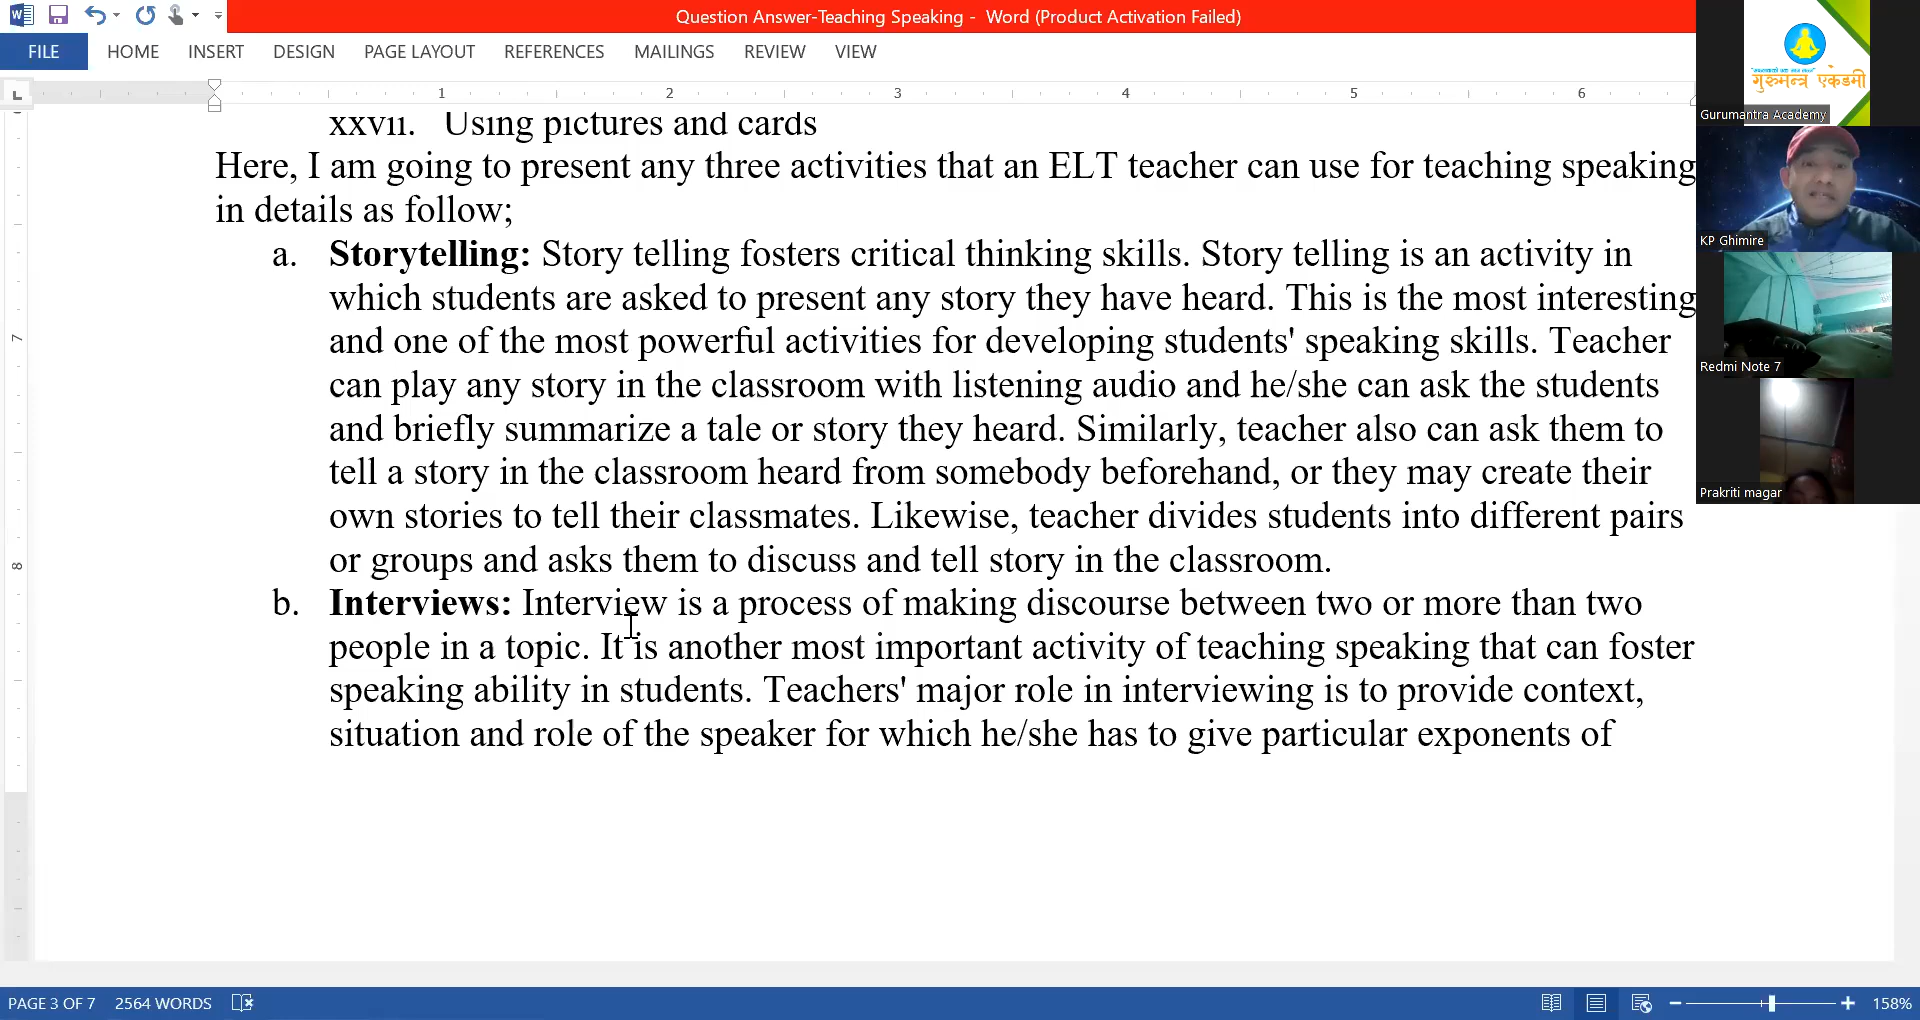 Question Answer-Teaching Speaking - Word (Product Activation Failed)
FILE HOME INSERT DESIGN PAGE LAYOUT REFERENCES MAILINGS REVIEW VIEW
1 2 3 4 5 6
xxvii. Using pictures and cards
Here, I am going to present any three activities that an ELT teacher can use for teaching speaking
in details as follow;
a. Storytelling: Story telling fosters critical thinking skills. Story telling is an activity in
which students are asked to present any story they have heard. This is the most interesting
and one of the most powerful activities for developing students' speaking skills. Teacher
can play any story in the classroom with listening audio and he/she can ask the students
and briefly summarize a tale or story they heard. Similarly, teacher also can ask them to
tell a story in the classroom heard from somebody beforehand, or they may create their
own stories to tell their classmates. Likewise, teacher divides students into different pairs
or groups and asks them to discuss and tell story in the classroom.
b. Interviews: Interview is a process of making discourse between two or more than two
people in a topic. It is another most important activity of teaching speaking that can foster
speaking ability in students. Teachers' major role in interviewing is to provide context,
situation and role of the speaker for which he/she has to give particular exponents of
7
8
गुरुमन्त्र एकेडमी
Gurumantra Academy
KP Ghimire
Redmi Note 7
Prakriti magar
PAGE 3 OF 7 2564 WORDS 158%